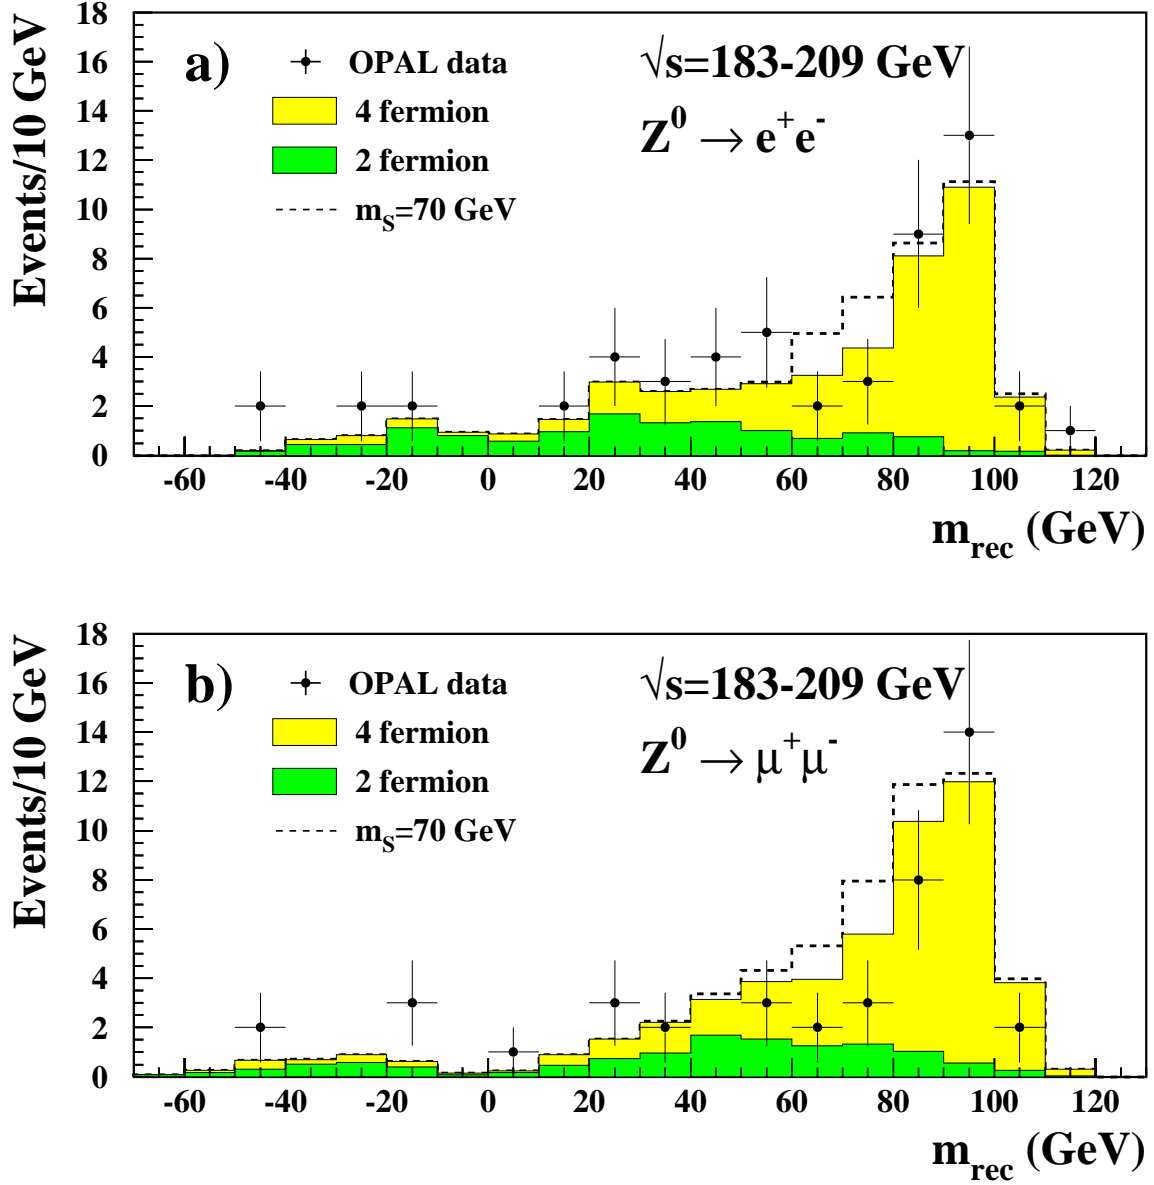 18
16
14
12
10
8
6
4
2
0
Events/10 GeV
a)
OPAL data
4 fermion
2 fermion
m_S=70 GeV
√s=183-209 GeV
Z⁰ → e⁺e⁻
-60 -40 -20 0 20 40 60 80 100 120
m_rec (GeV)
18
16
14
12
10
8
6
4
2
0
Events/10 GeV
b)
OPAL data
4 fermion
2 fermion
m_S=70 GeV
√s=183-209 GeV
Z⁰ → μ⁺μ⁻
-60 -40 -20 0 20 40 60 80 100 120
m_rec (GeV)